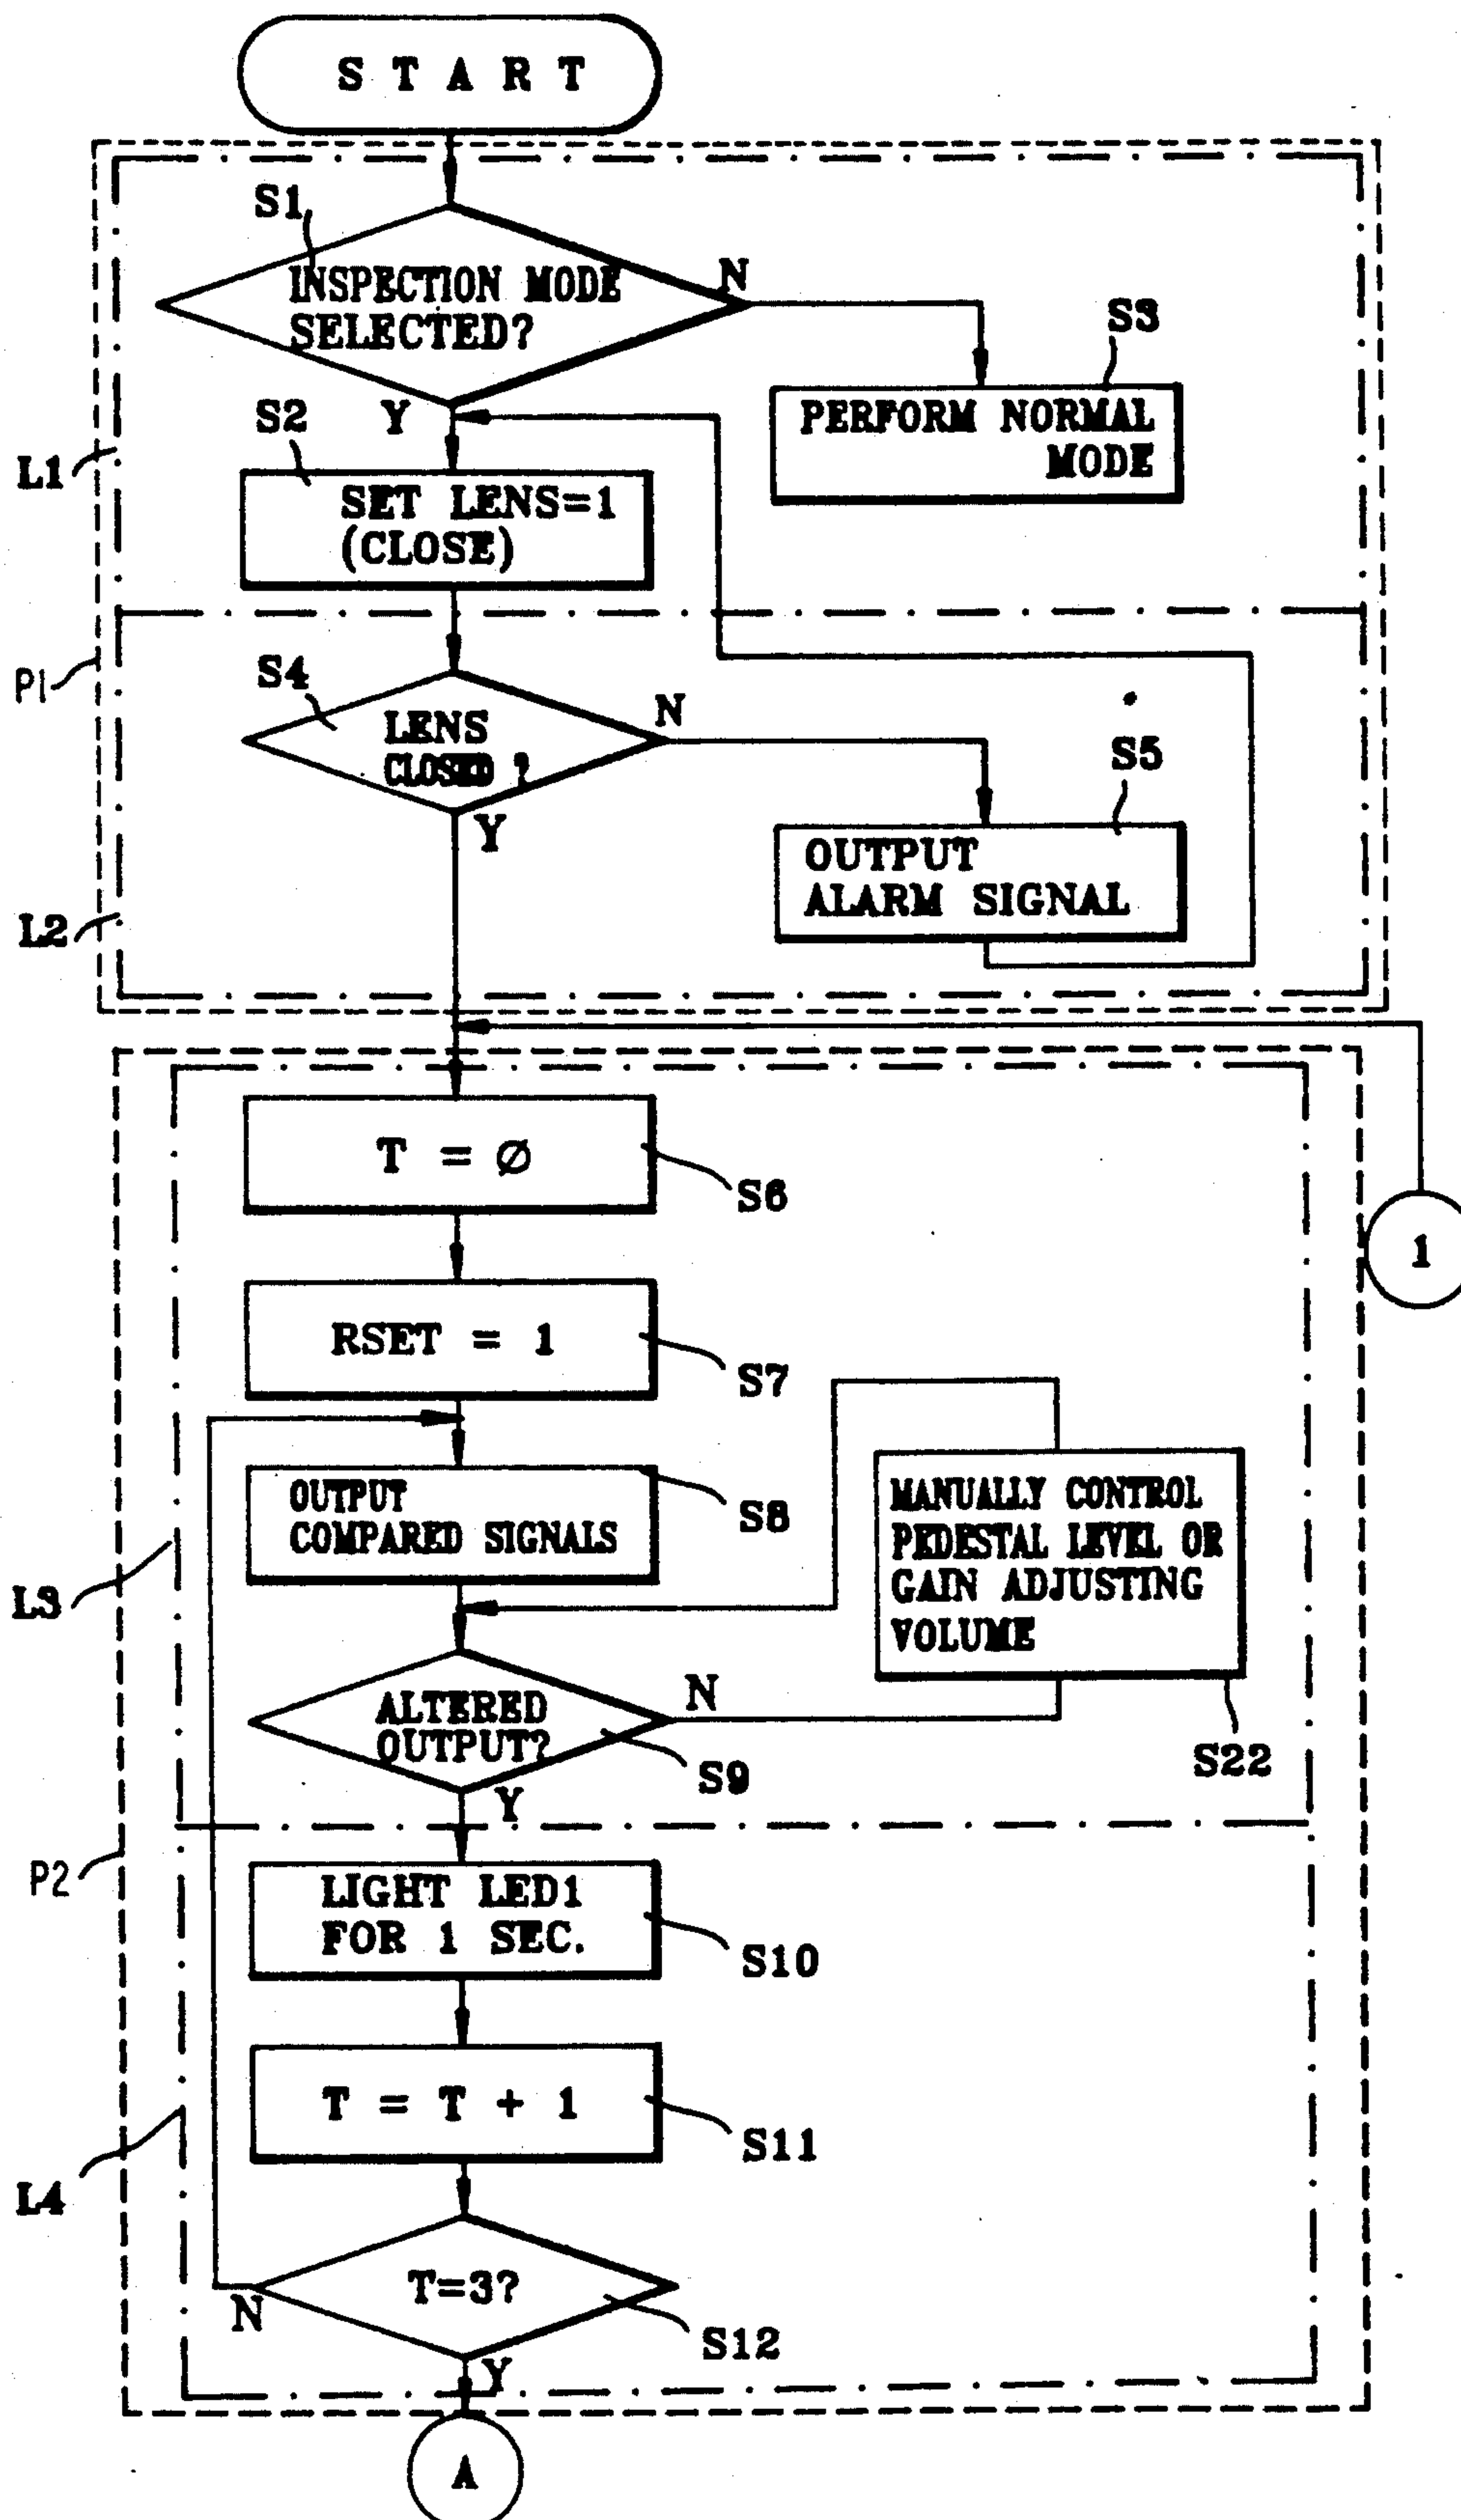 START
S1
INSPECTION MODE
SELECTED?
N
S3
PERFORM NORMAL
MODE
Y
S2
L1
SET LENS=1
(CLOSE)
P1
S4
LENS
CLOSED ?
N
S5
Y
OUTPUT
ALARM SIGNAL
L2
T = Ø
S6
1
RSET = 1
S7
OUTPUT
COMPARED SIGNALS
S8
MANUALLY CONTROL
PEDESTAL LEVEL OR
GAIN ADJUSTING
VOLUME
L3
ALTERED
OUTPUT?
N
S9
S22
Y
P2
LIGHT LED1
FOR 1 SEC.
S10
T = T + 1
S11
L4
T=3?
N
S12
Y
A